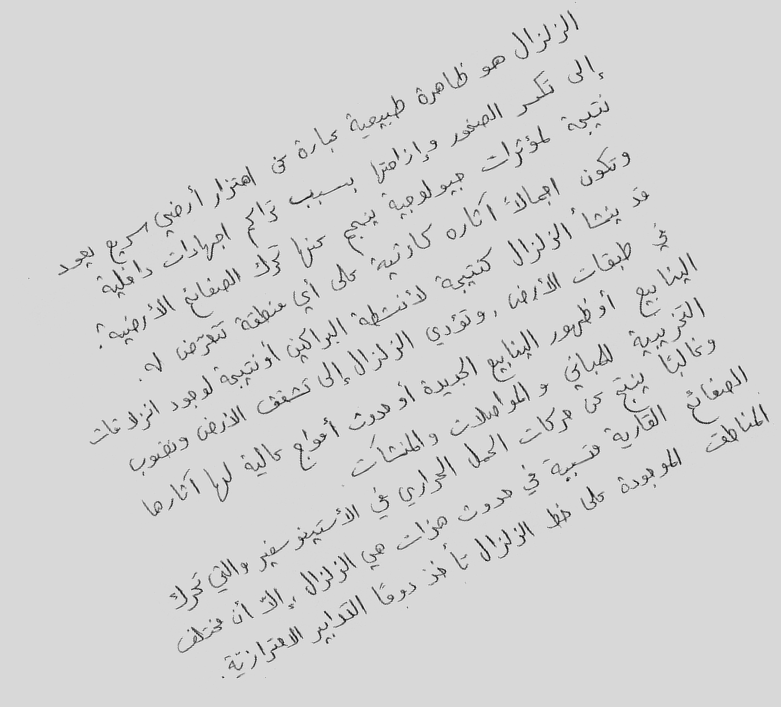 الزلزال هو ظاهرة طبيعية عبارة عن اهتزاز أرضي سريع يعود
إلى تكسر الصخور وإزاحتها بسبب تراكم اجهادات داخلية
نتيجة لمؤثرات جيولوجية ينجم عنها تحرك الصفائح الأرضية.
وتكون اجمالاً آثاره كارثية على أي منطقة تتعرض له.
قد ينشأ الزلزال كنتيجة لأنشطة البراكين أو نتيجة لوجود انزلاقات
في طبقات الأرض، وتؤدي الزلزال إلى تشقق الأرض ونضوب
الينابيع أو ظهور الينابيع الجديدة أو حدوث أمواج عالية لها آثارها
التخريبية للمباني والمواصلات والمنشآت.
وغالبًا ينتج عن حركات الحمل الحراري في الأستينوسفير والتي تحرك
الصفائح القارية متسببة في حدوث هزات هي الزلزال، إلاّ أن مختلف
المناطق الموجودة على خط الزلزال تأخذ دومًا التدابير الاحترازيّة.